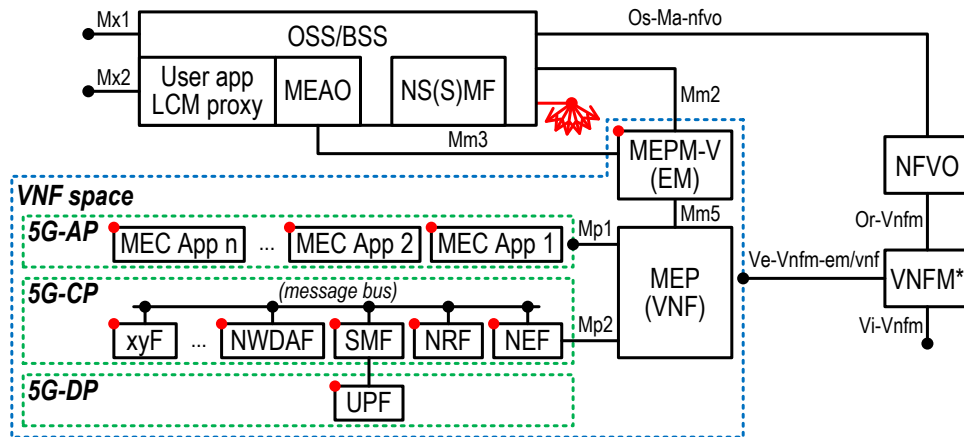 Mx1
Os-Ma-nfvo
OSS/BSS
Mx2
User app
LCM proxy
MEAO
NS(S)MF
Mm2
Mm3
MEPM-V
(EM)
NFVO
VNF space
Mm5
Or-Vnfm
5G-AP
MEC App n
...
MEC App 2
MEC App 1
Mp1
MEP
(VNF)
Ve-Vnfm-em/vnf
VNFM*
5G-CP
(message bus)
xyF
...
NWDAF
SMF
NRF
NEF
Mp2
Vi-Vnfm
5G-DP
UPF